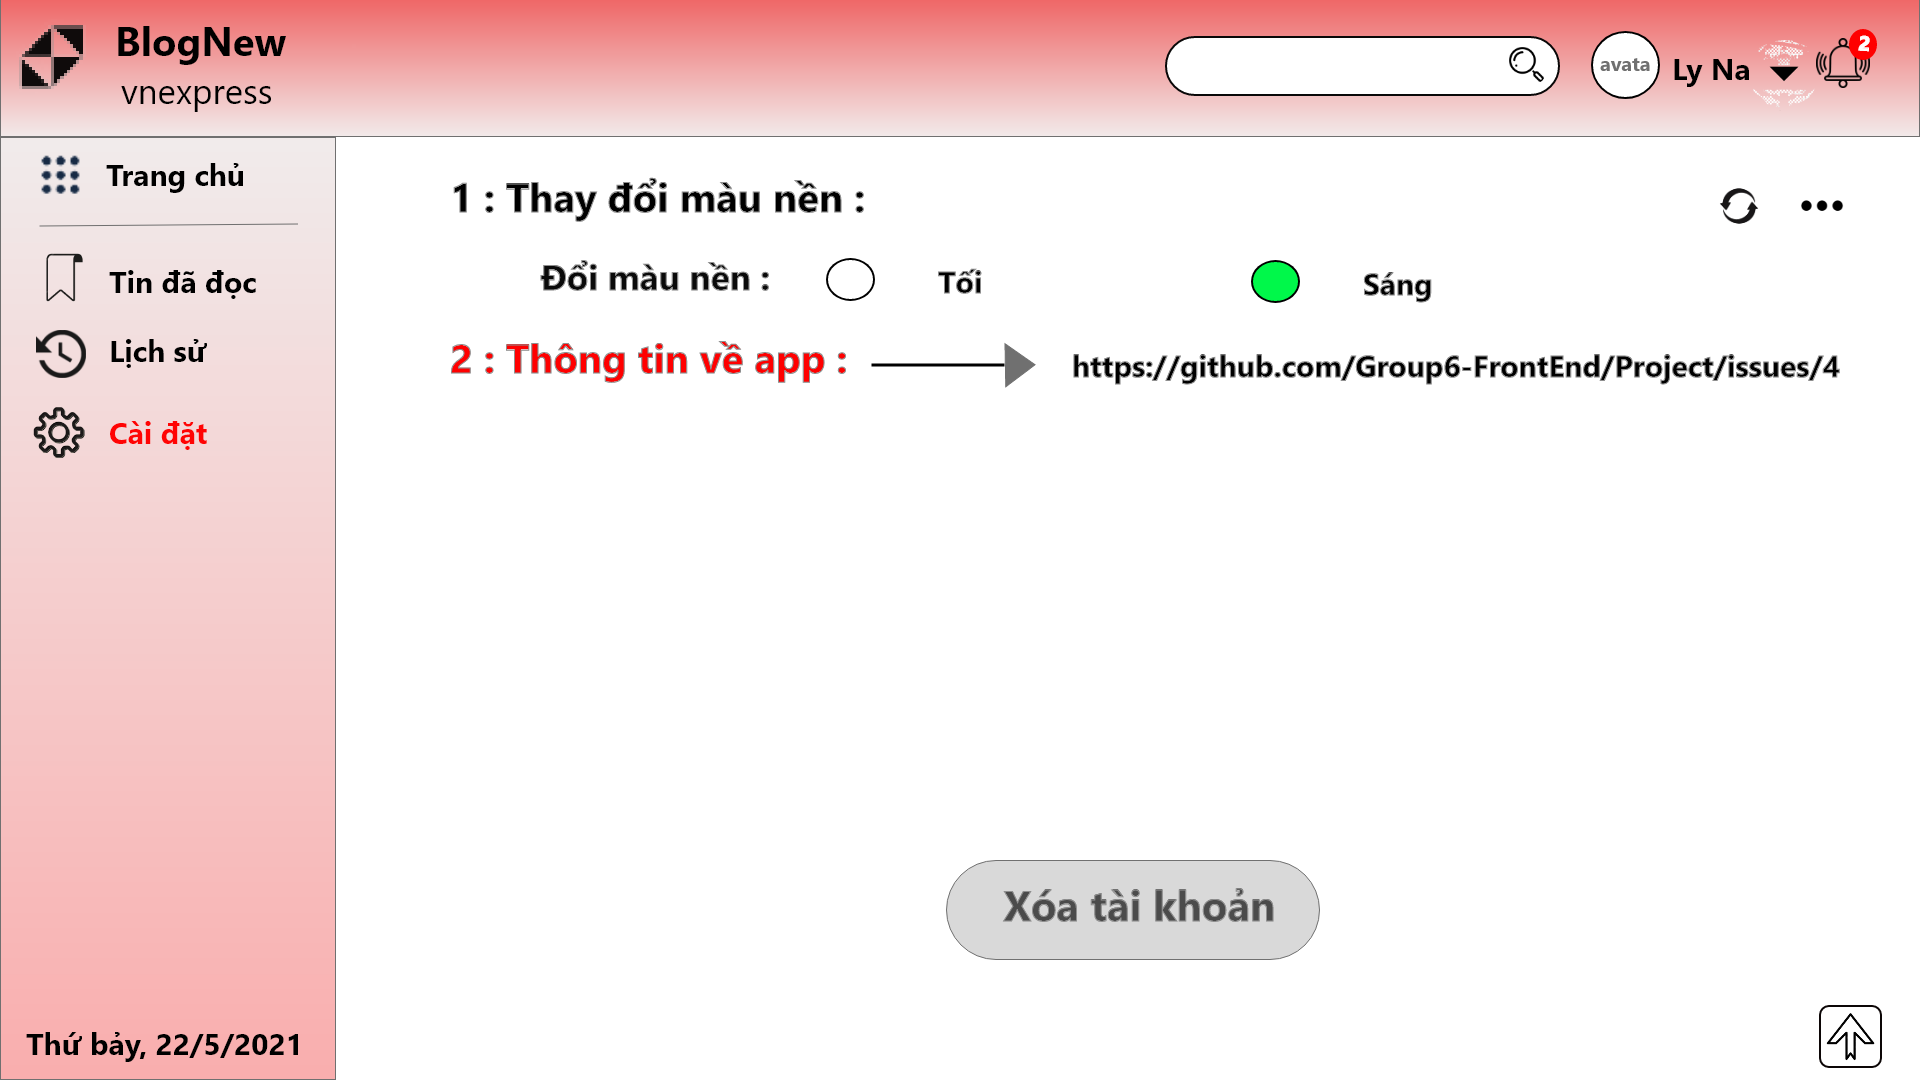 BlogNew
vnexpress
avata
Ly Na
2
Trang chủ
Tin đã đọc
Lịch sử
Cài đặt
Thứ bảy, 22/5/2021
1 : Thay đổi màu nền :
Đổi màu nền :
Tối
Sáng
2 : Thông tin về app :
https://github.com/Group6-FrontEnd/Project/issues/4
Xóa tài khoản